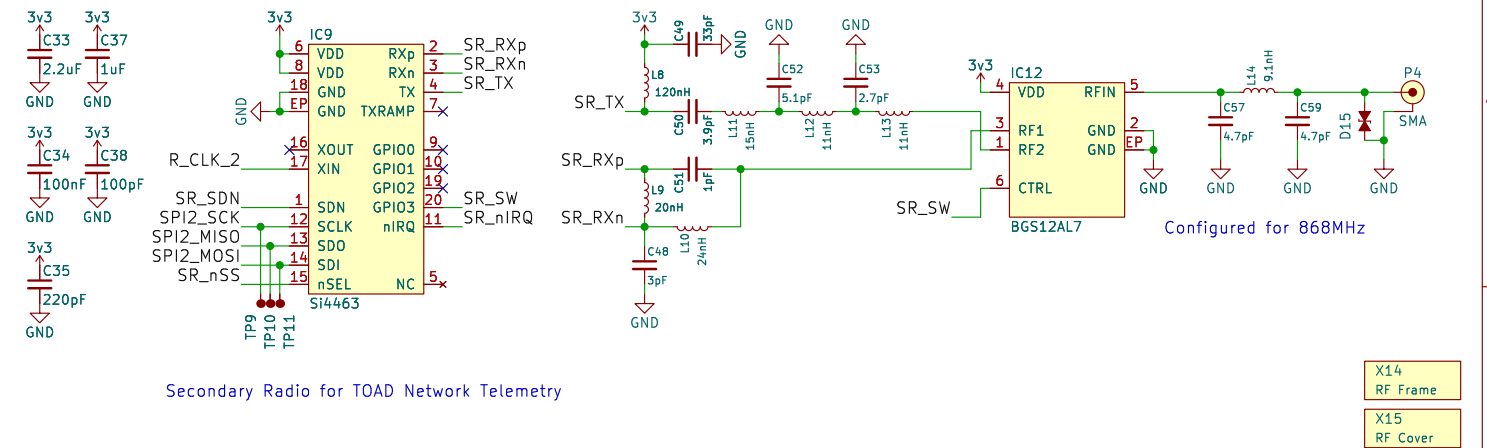 3v3
C33
2.2uF
GND
3v3
C37
1uF
GND
3v3
C34
100nF
GND
3v3
C38
100pF
GND
3v3
C35
220pF
GND
3v3
IC9
6 VDD
8 VDD
18 GND
EP GND
GND
16 XOUT
R_CLK_2 17 XIN
SR_SDN 1 SDN
SPI2_SCK 12 SCLK
SPI2_MISO 13 SDO
SPI2_MOSI 14 SDI
SR_nSS 15 nSEL
RXp 2 SR_RXp
RXn 3 SR_RXn
TX 4 SR_TX
TXRAMP 7
GPIO0 9
GPIO1 10
GPIO2 19
GPIO3 20 SR_SW
nIRQ 11 SR_nIRQ
NC 5
Si4463
TP9
TP10
TP11
Secondary Radio for TOAD Network Telemetry
3v3
C49
33pF
GND
L8
120nH
SR_TX
C50
3.9pF
L11
15nH
GND
C52
5.1pF
L12
11nH
GND
C53
2.7pF
L13
11nH
SR_RXp
C51
1pF
L9
20nH
SR_RXn
L10
24nH
C48
3pF
GND
3v3
IC12
4 VDD
3 RF1
1 RF2
6 CTRL
SR_SW
RFIN 5
GND 2
GND EP
BGS12AL7
GND
C57
4.7pF
GND
L14
9.1nH
C59
4.7pF
GND
D15
P4
SMA
GND
Configured for 868MHz
X14
RF Frame
X15
RF Cover